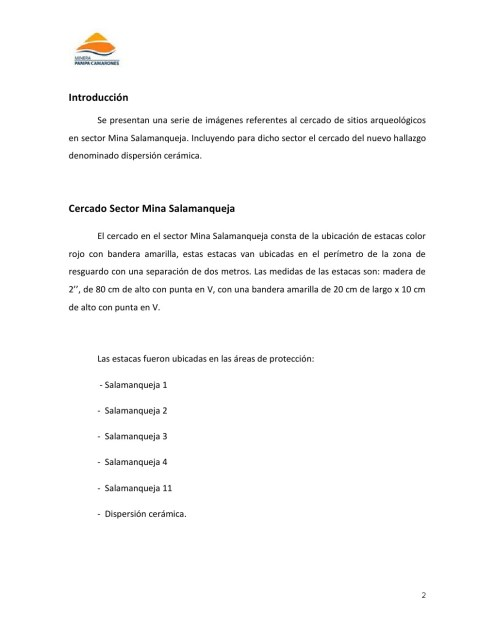 MINERA
PAMPA CAMARONES
Introducción
Se presentan una serie de imágenes referentes al cercado de sitios arqueológicos
en sector Mina Salamanqueja. Incluyendo para dicho sector el cercado del nuevo hallazgo
denominado dispersión cerámica.
Cercado Sector Mina Salamanqueja
El cercado en el sector Mina Salamanqueja consta de la ubicación de estacas color
rojo con bandera amarilla, estas estacas van ubicadas en el perímetro de la zona de
resguardo con una separación de dos metros. Las medidas de las estacas son: madera de
2’’, de 80 cm de alto con punta en V, con una bandera amarilla de 20 cm de largo x 10 cm
de alto con punta en V.
Las estacas fueron ubicadas en las áreas de protección:
- Salamanqueja 1
- Salamanqueja 2
- Salamanqueja 3
- Salamanqueja 4
- Salamanqueja 11
- Dispersión cerámica.
2